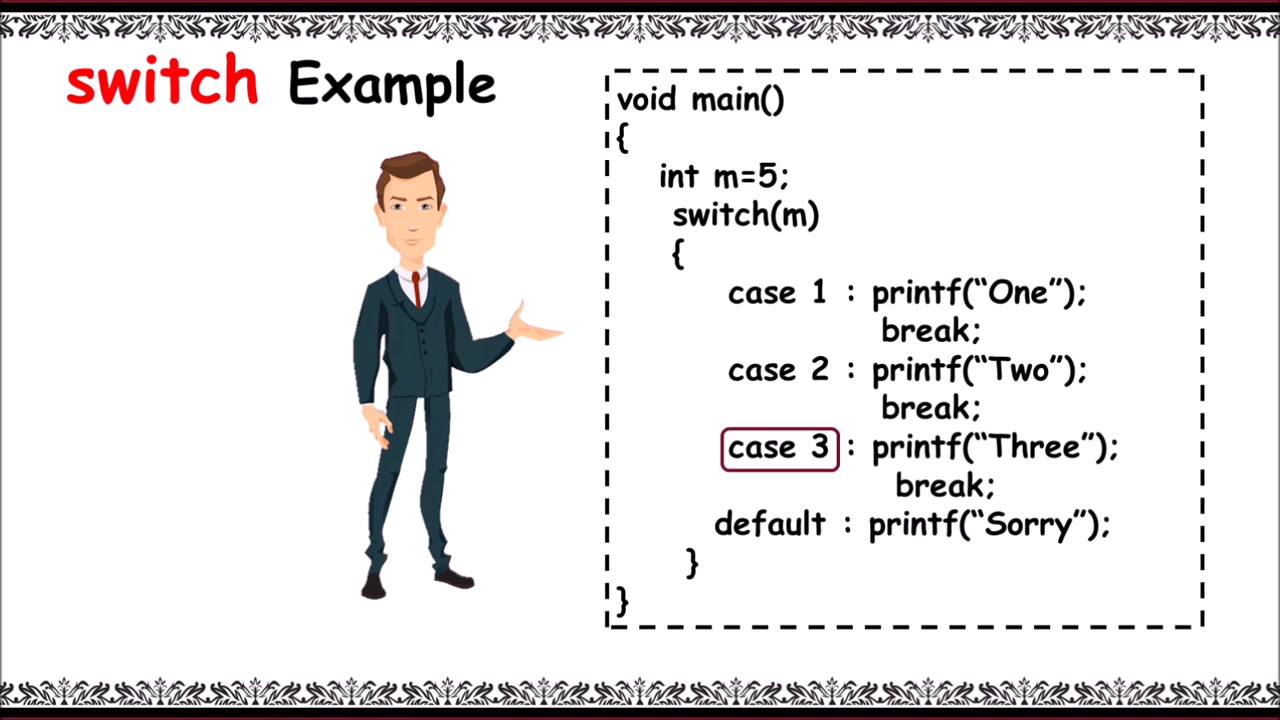 switch Example
void main()
{
int m=5;
switch(m)
{
case 1 : printf(“One”);
break;
case 2 : printf(“Two”);
break;
case 3 : printf(“Three”);
break;
default : printf(“Sorry”);
}
}